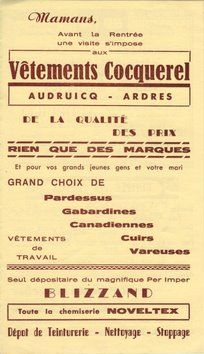 Mamans,
Avant la Rentrée
une visite s'impose
aux
Vêtements Cocquerel
AUDRUICQ - ARDRES
DE LA QUALITÉ
DES PRIX
RIEN QUE DES MARQUES
Et pour vos grands jeunes gens et votre mari
GRAND CHOIX DE
Pardessus
Gabardines
Canadiennes
VÊTEMENTS Cuirs
de
TRAVAIL Vareuses
Seul dépositaire du magnifique Per Imper
BLIZZAND
Toute la chemiserie NOVELTEX
Dépot de Teinturerie - Nettoyage - Stoppage